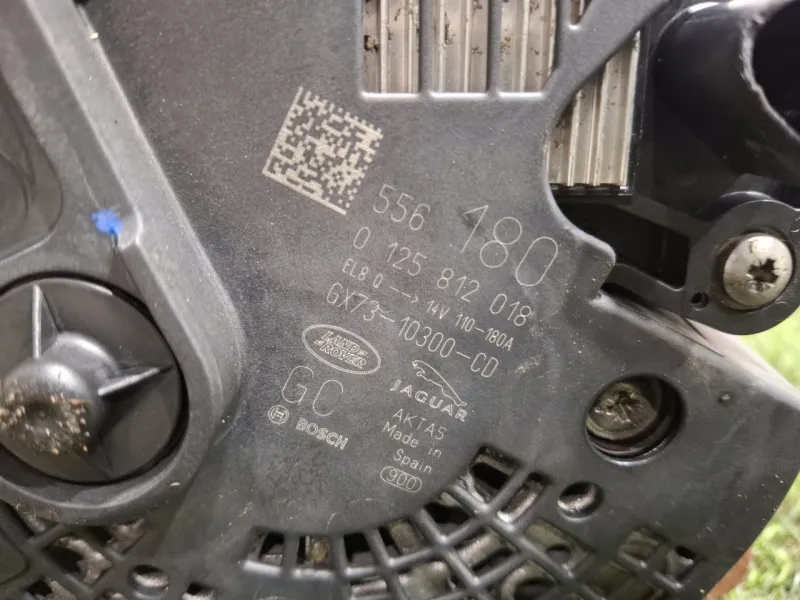 556
180
0 125 812 018
EL8 0 --> 14V 110-180A
GX73-10300-CD
LAND ROVER
JAGUAR
GC
BOSCH
AKTAS
Made in
Spain
900